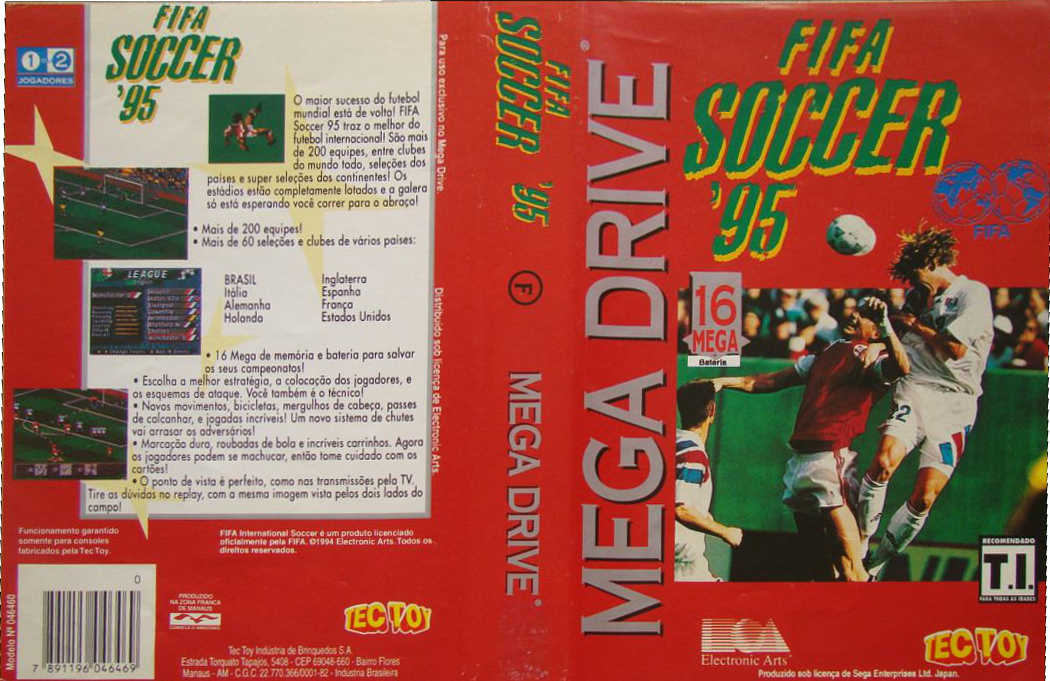 1 - 2
JOGADORES
FIFA
SOCCER
'95
O maior sucesso do futebol
mundial está de volta! FIFA
Soccer 95 traz o melhor do
futebol internacional! São mais
de 200 equipes, entre clubes
do mundo todo, seleções dos
países e super seleções dos continentes! Os
estádios estão completamente lotados e a galera
só está esperando você correr para o abraço!
• Mais de 200 equipes!
• Mais de 60 seleções e clubes de vários países:
BRASIL
Itália
Alemanha
Holanda
Inglaterra
Espanha
França
Estados Unidos
LEAGUE
• 16 Mega de memória e bateria para salvar
os seus campeonatos!
• Escolha a melhor estratégia, a colocação dos jogadores, e
os esquemas de ataque. Você também é o técnico!
• Novos movimentos, bicicletas, mergulhos de cabeça, passes
de calcanhar, e jogadas incríveis! Um novo sistema de chutes
vai arrasar os adversários!
• Marcação dura, roubadas de bola e incríveis carrinhos. Agora
os jogadores podem se machucar, então tome cuidado com os
cartões!
• O ponto de vista é perfeito, como nas transmissões pela TV.
Tire as dúvidas no replay, com a mesma imagem vista pelos dois lados do
campo!
Para uso exclusivo no Mega Drive.
Distribuído sob licença de Electronic Arts
Funcionamento garantido
somente para consoles
fabricados pela Tec Toy.
FIFA International Soccer é um produto licenciado
oficialmente pela FIFA. ©1994 Electronic Arts. Todos os
direitos reservados.
Modelo Nº 046460
0
7 891196 046469
PRODUZIDO
NA ZONA FRANCA
DE MANAUS
CONHEÇA O AMAZONAS
TEC TOY
Tec Toy Indústria de Brinquedos S.A.
Estrada Torquato Tapajos, 5408 - CEP 69048-660 - Bairro Flores
Manaus - AM - C.G.C. 22.770.366/0001-82 - Indústria Brasileira
FIFA
SOCCER '95
F
MEGA DRIVE®
MEGA DRIVE®
FIFA
SOCCER
'95
FIFA
16
MEGA
Bateria
22
RECOMENDADO
T.I.
PARA TODAS AS IDADES
EA
Electronic Arts™
TEC TOY
Produzido sob licença de Sega Enterprises Ltd. Japan.